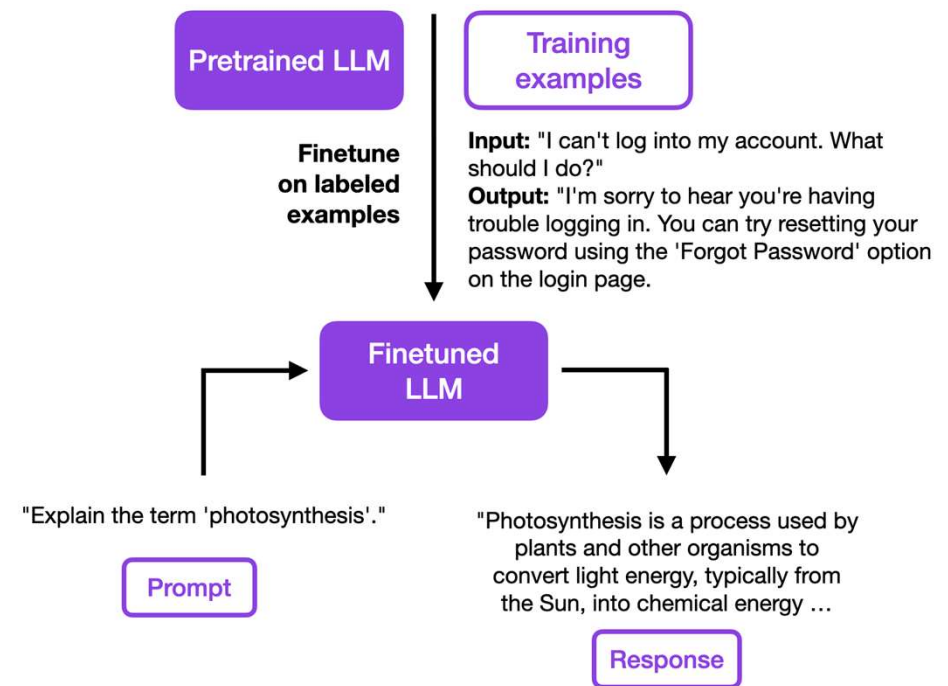 Pretrained LLM
Training
examples
Finetune
on labeled
examples
Input: "I can't log into my account. What
should I do?"
Output: "I'm sorry to hear you're having
trouble logging in. You can try resetting your
password using the 'Forgot Password' option
on the login page.
Finetuned
LLM
"Explain the term 'photosynthesis'."
Prompt
"Photosynthesis is a process used by
plants and other organisms to
convert light energy, typically from
the Sun, into chemical energy …
Response